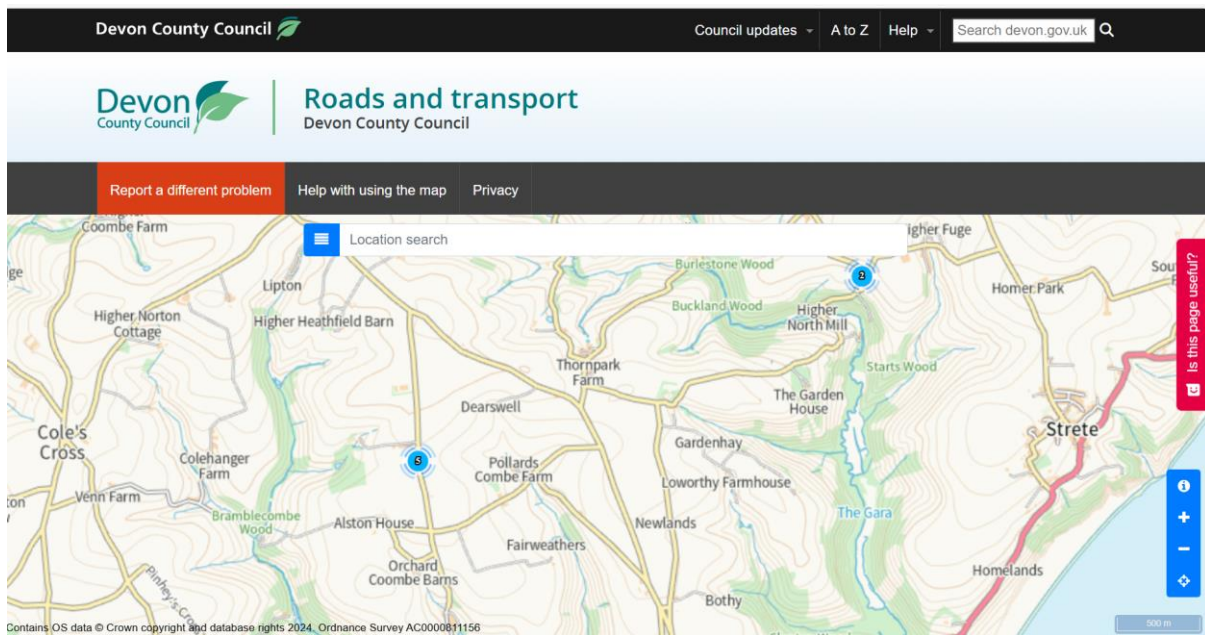 Devon County Council
Council updates
A to Z
Help
Search devon.gov.uk
Devon
County Council
Roads and transport
Devon County Council
Report a different problem
Help with using the map
Privacy
Location search
Coombe Farm
igher Fuge
Burlestone Wood
2
Lipton
Homer Park
Buckland Wood
Higher
North Mill
Higher Norton
Cottage
Higher Heathfield Barn
Is this page useful?
Thornpark
Farm
Starts Wood
The Garden
House
Dearswell
Cole's
Cross
Strete
Gardenhay
Colehanger
Farm
5
Pollards
Combe Farm
Loworthy Farmhouse
Venn Farm
Bramblecombe
Wood
Alston House
Newlands
The Gara
Fairweathers
Orchard
Coombe Barns
Homelands
Pinhey's
Bothy
Contains OS data © Crown copyright and database rights 2024. Ordnance Survey AC0000811156
500 m